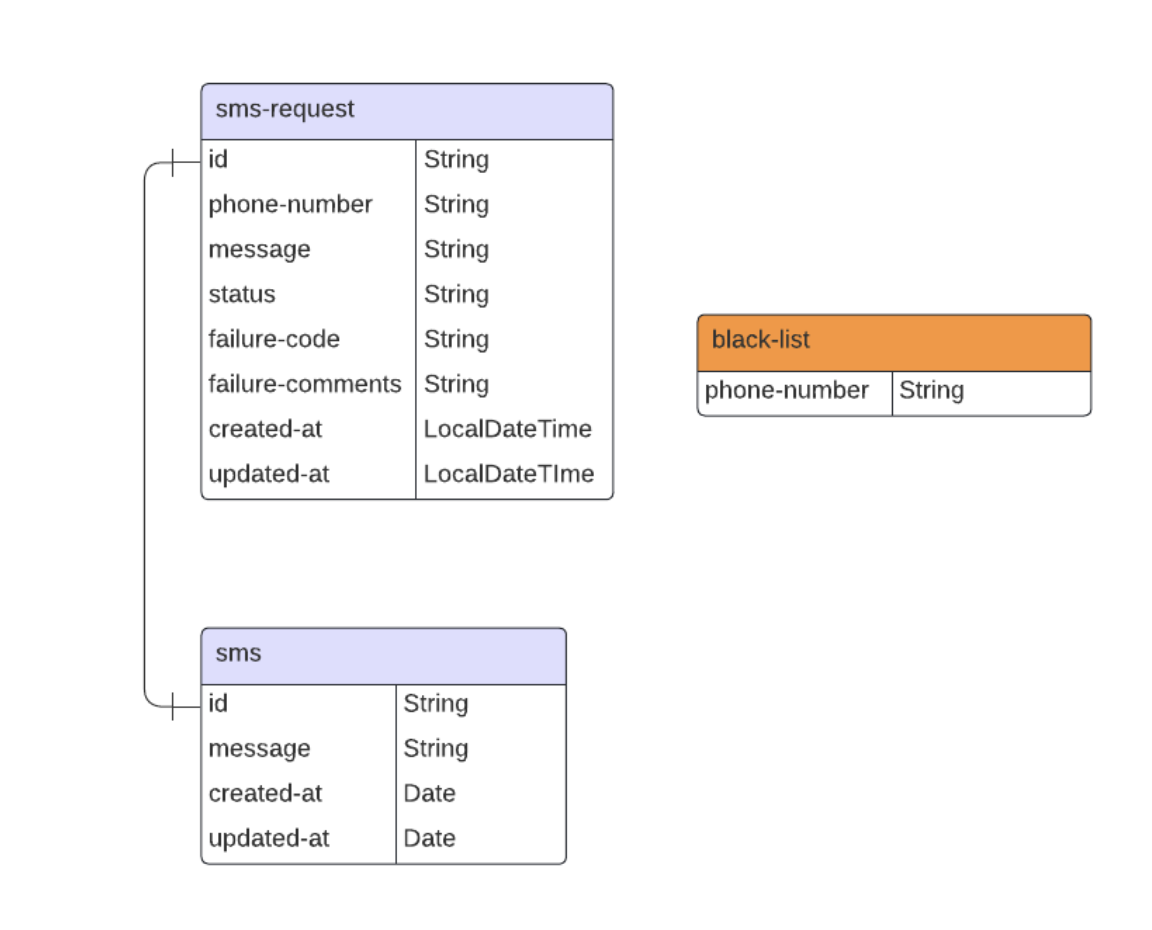 sms-request
id String
phone-number String
message String
status String
failure-code String
failure-comments String
created-at LocalDateTime
updated-at LocalDateTIme
black-list
phone-number String
sms
id String
message String
created-at Date
updated-at Date